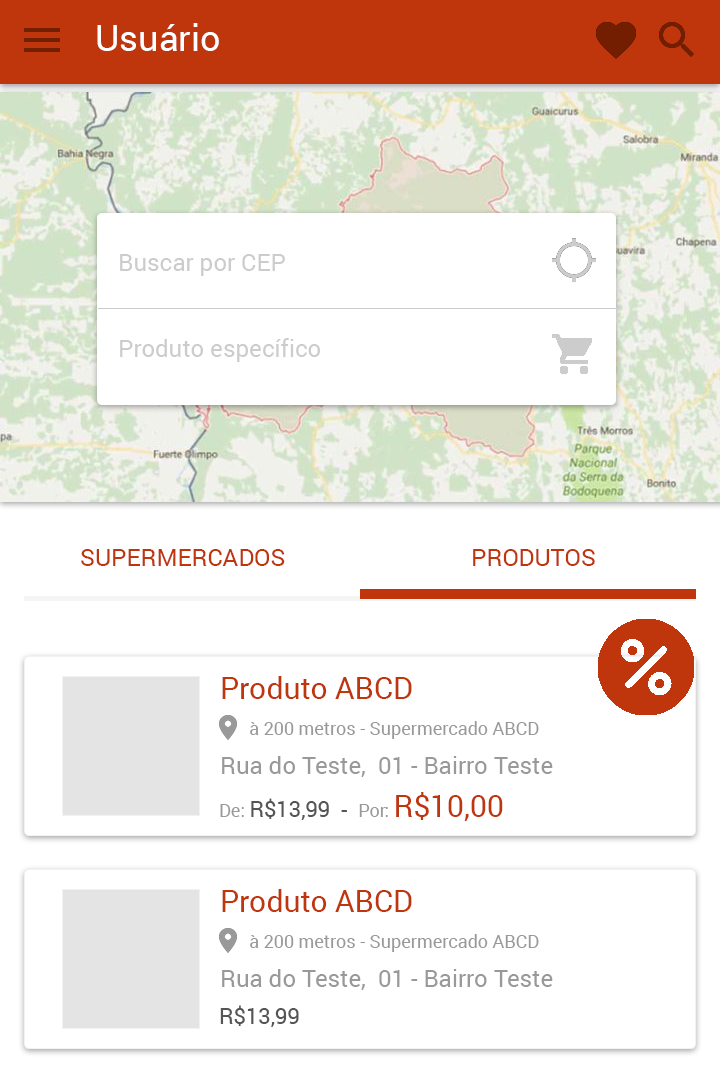 Usuário
Guaicurus
Salobra
Bahia Negra
Miranda
Buscar por CEP
Chapena
uavira
Produto específico
pa
Três Morros
Fuerte Olimpo
Parque
Nacional
da Serra da
Bodoquena
Bonito
SUPERMERCADOS
PRODUTOS
%
Produto ABCD
à 200 metros - Supermercado ABCD
Rua do Teste, 01 - Bairro Teste
De: R$13,99 - Por: R$10,00
Produto ABCD
à 200 metros - Supermercado ABCD
Rua do Teste, 01 - Bairro Teste
R$13,99